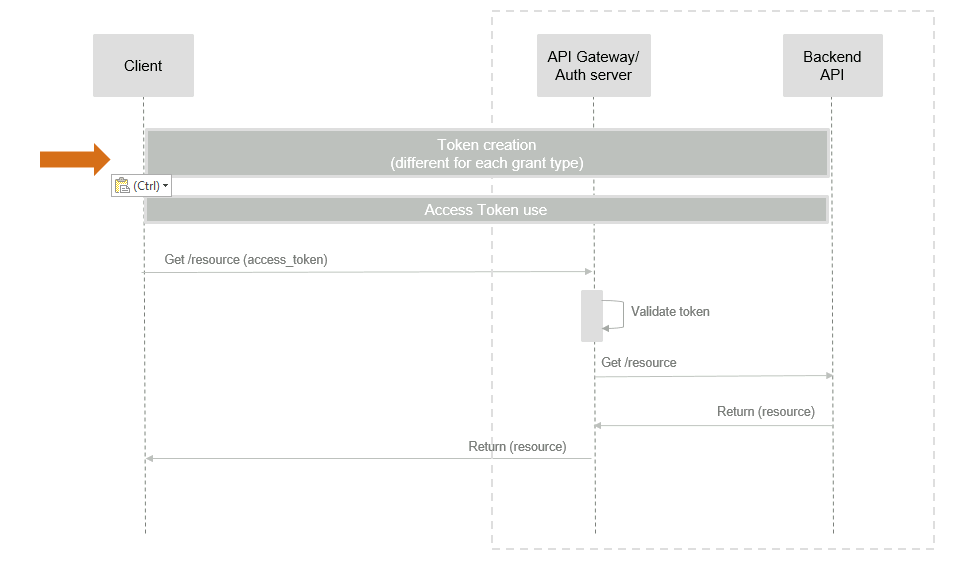 Client
API Gateway/
Auth server
Backend
API
Token creation
(different for each grant type)
(Ctrl)
Access Token use
Get /resource (access_token)
Validate token
Get /resource
Return (resource)
Return (resource)